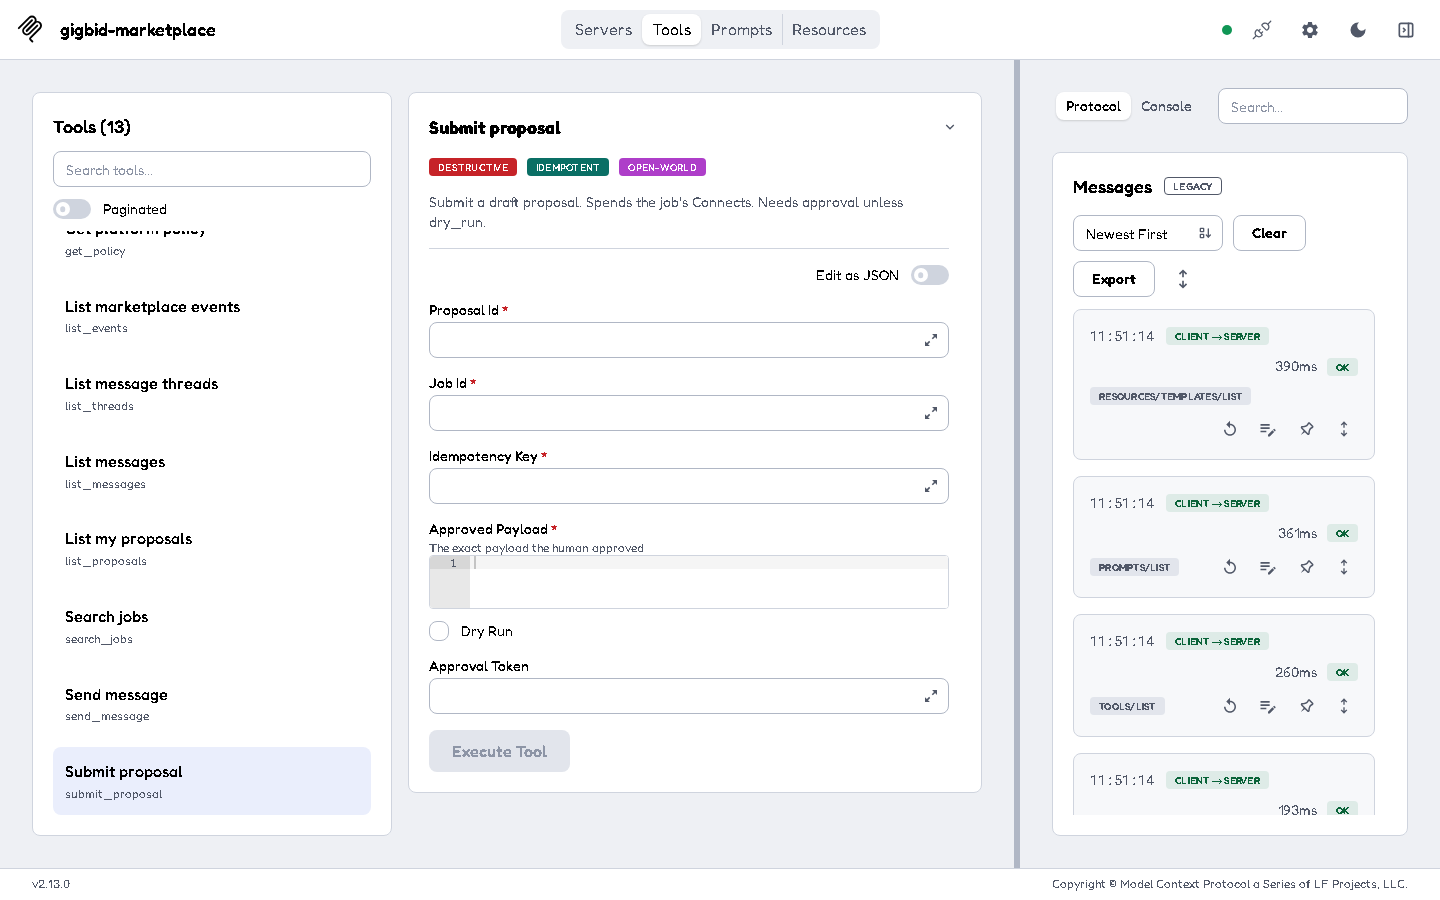 gigbid-marketplace
Servers
Tools
Prompts
Resources
Tools (13)
Search tools...
Paginated
Get platform policy
get_policy
List marketplace events
list_events
List message threads
list_threads
List messages
list_messages
List my proposals
list_proposals
Search jobs
search_jobs
Send message
send_message
Submit proposal
submit_proposal
Submit proposal
DESTRUCTIVE
IDEMPOTENT
OPEN-WORLD
Submit a draft proposal. Spends the job's Connects. Needs approval unless
dry_run.
Edit as JSON
Proposal Id *
Job Id *
Idempotency Key *
Approved Payload *
The exact payload the human approved
1
Dry Run
Approval Token
Execute Tool
Protocol
Console
Search...
Messages
LEGACY
Newest First
Clear
Export
11:51:14
CLIENT→SERVER
390ms
OK
RESOURCES/TEMPLATES/LIST
11:51:14
CLIENT→SERVER
361ms
OK
PROMPTS/LIST
11:51:14
CLIENT→SERVER
260ms
OK
TOOLS/LIST
11:51:14
CLIENT→SERVER
193ms
OK
v2.13.0
Copyright © Model Context Protocol a Series of LF Projects, LLC.